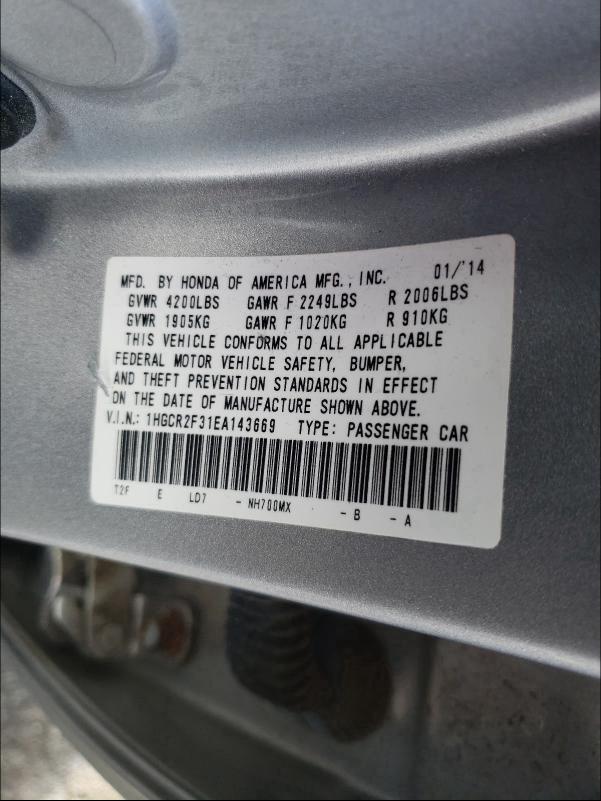 MFD. BY HONDA OF AMERICA MFG., INC. 01/'14
GVWR 4200LBS GAWR F 2249LBS R 2006LBS
GVWR 1905KG GAWR F 1020KG R 910KG
THIS VEHICLE CONFORMS TO ALL APPLICABLE
FEDERAL MOTOR VEHICLE SAFETY, BUMPER,
AND THEFT PREVENTION STANDARDS IN EFFECT
ON THE DATE OF MANUFACTURE SHOWN ABOVE.
V.I.N.: 1HGCR2F31EA143669 TYPE: PASSENGER CAR
T2F E LD7 - NH700MX - B - A